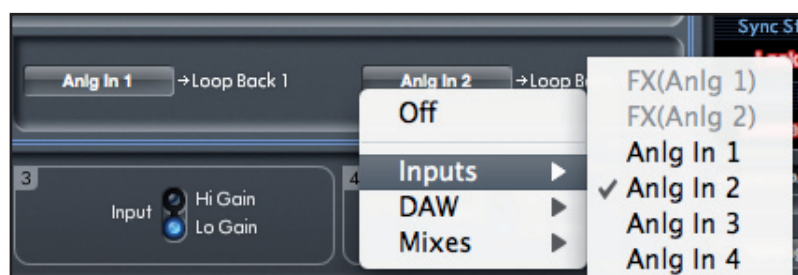 Sync St
Anlg In 1 →Loop Back 1
Anlg In 2 →Loop B
Off
Inputs
DAW
Mixes
FX(Anlg 1)
FX(Anlg 2)
Anlg In 1
✓ Anlg In 2
Anlg In 3
Anlg In 4
3
Input
Hi Gain
Lo Gain
4